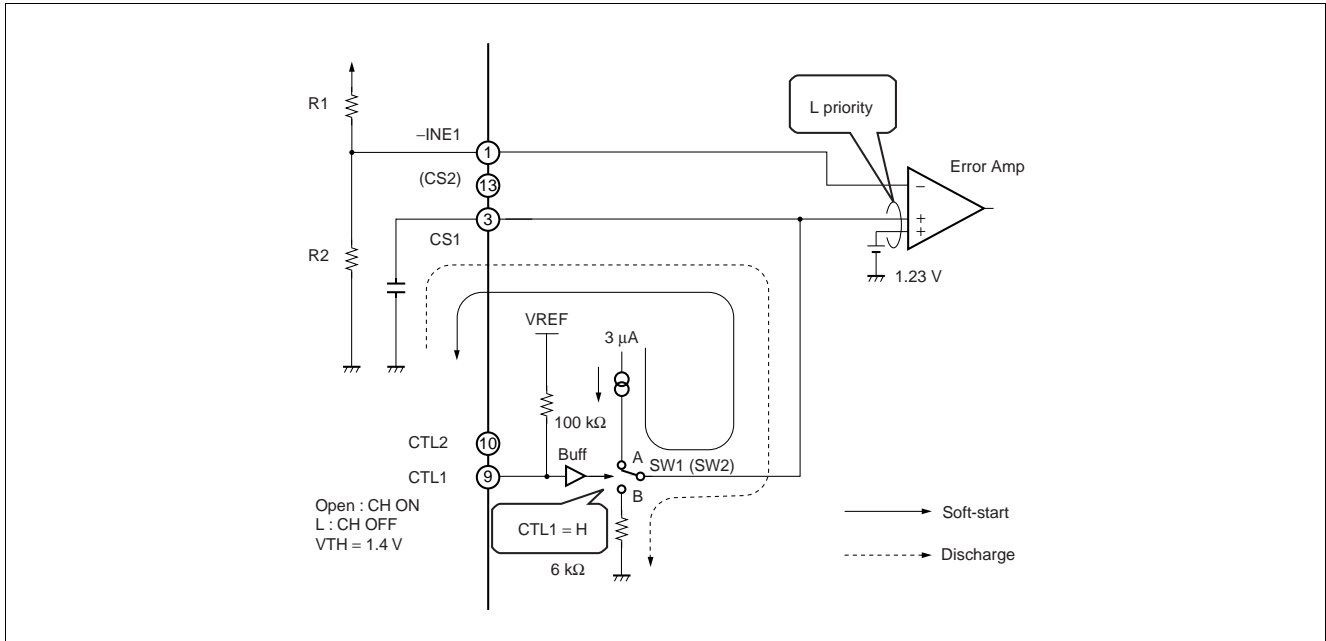 R1
L priority
–INE1
1
Error Amp
(CS2)
13
–
3
+
+
CS1
R2
1.23 V
VREF
3 µA
100 kΩ
CTL2
10
Buff
A
SW1 (SW2)
CTL1
9
B
Open : CH ON
L : CH OFF
VTH = 1.4 V
CTL1 = H
6 kΩ
Soft-start
Discharge